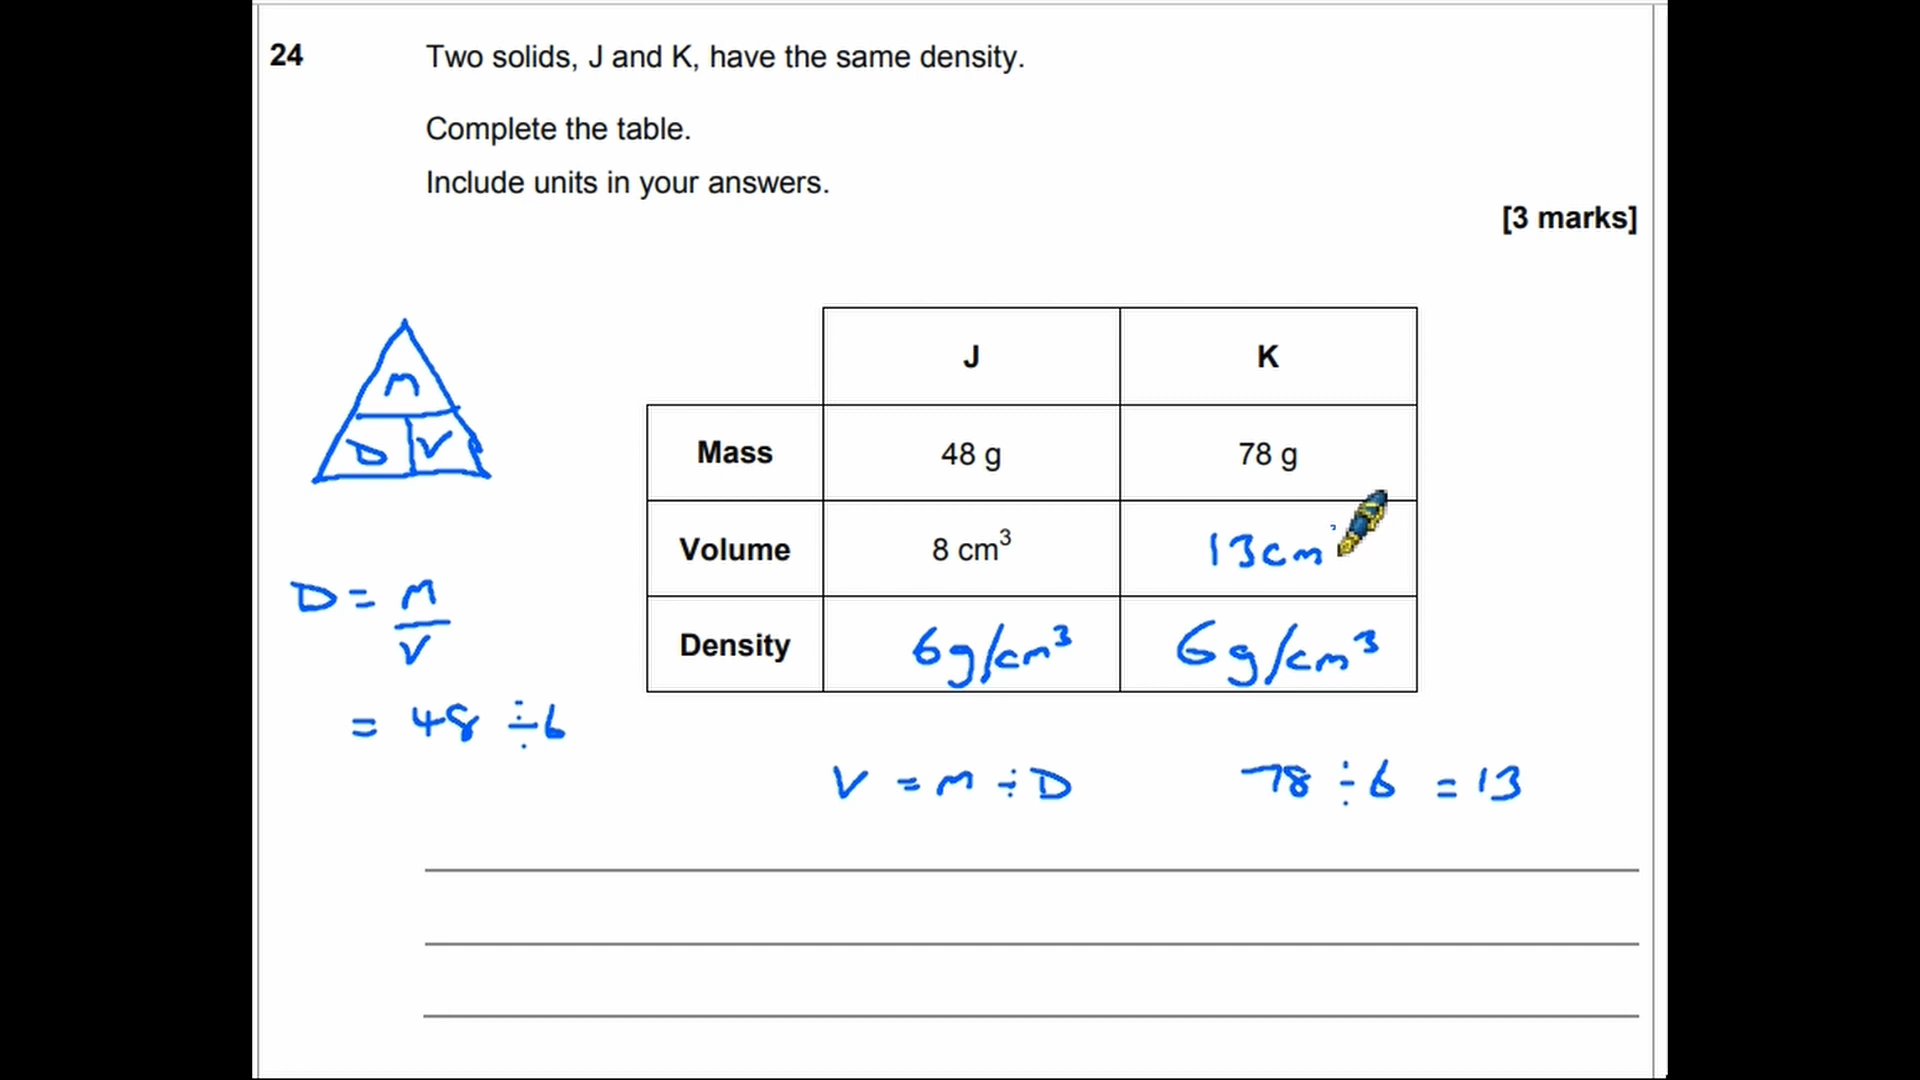 24 Two solids, J and K, have the same density.
Complete the table.
Include units in your answers.
[3 marks]
J K
Mass 48 g 78 g
Volume 8 cm³ 13cm³
Density 6g/cm³ 6g/cm³
M
D V
D = M/V
= 48 ÷ 6
V = M ÷ D 78 ÷ 6 = 13